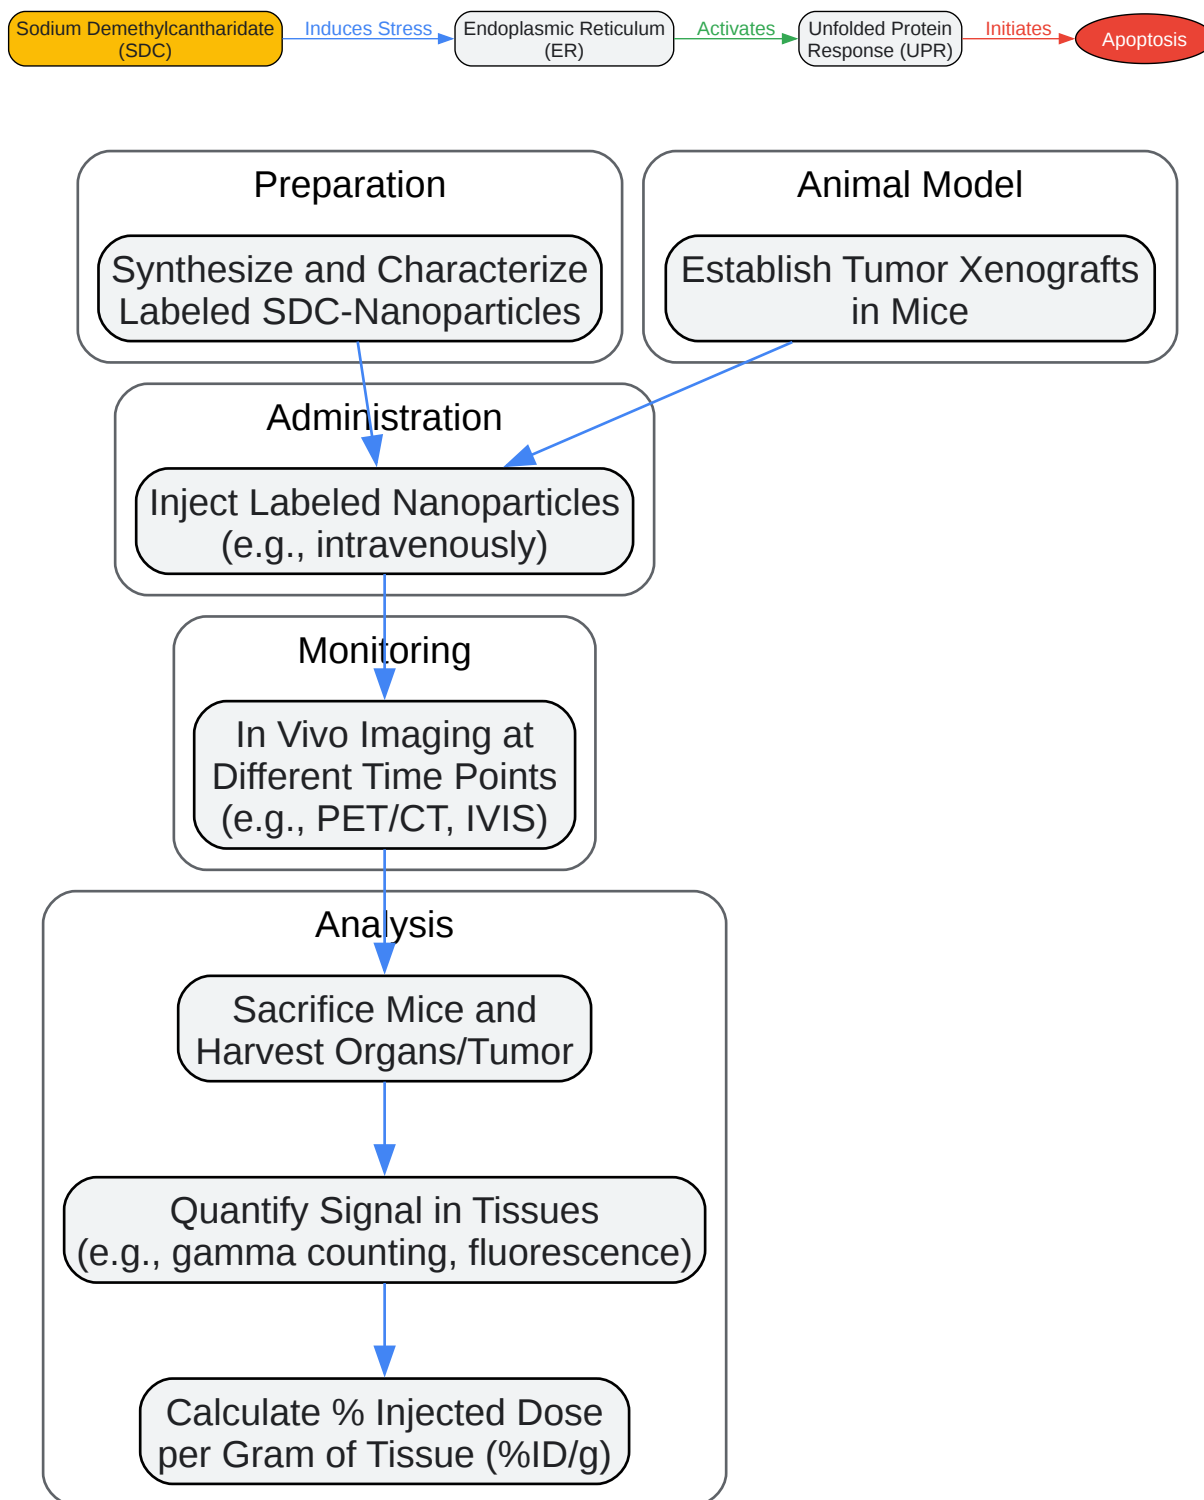 Sodium Demethylcantharidate
(SDC)
Induces Stress
Endoplasmic Reticulum
(ER)
Activates
Unfolded Protein
Response (UPR)
Initiates
Apoptosis
Preparation
Synthesize and Characterize
Labeled SDC-Nanoparticles
Animal Model
Establish Tumor Xenografts
in Mice
Administration
Inject Labeled Nanoparticles
(e.g., intravenously)
Monitoring
In Vivo Imaging at
Different Time Points
(e.g., PET/CT, IVIS)
Analysis
Sacrifice Mice and
Harvest Organs/Tumor
Quantify Signal in Tissues
(e.g., gamma counting, fluorescence)
Calculate % Injected Dose
per Gram of Tissue (%ID/g)